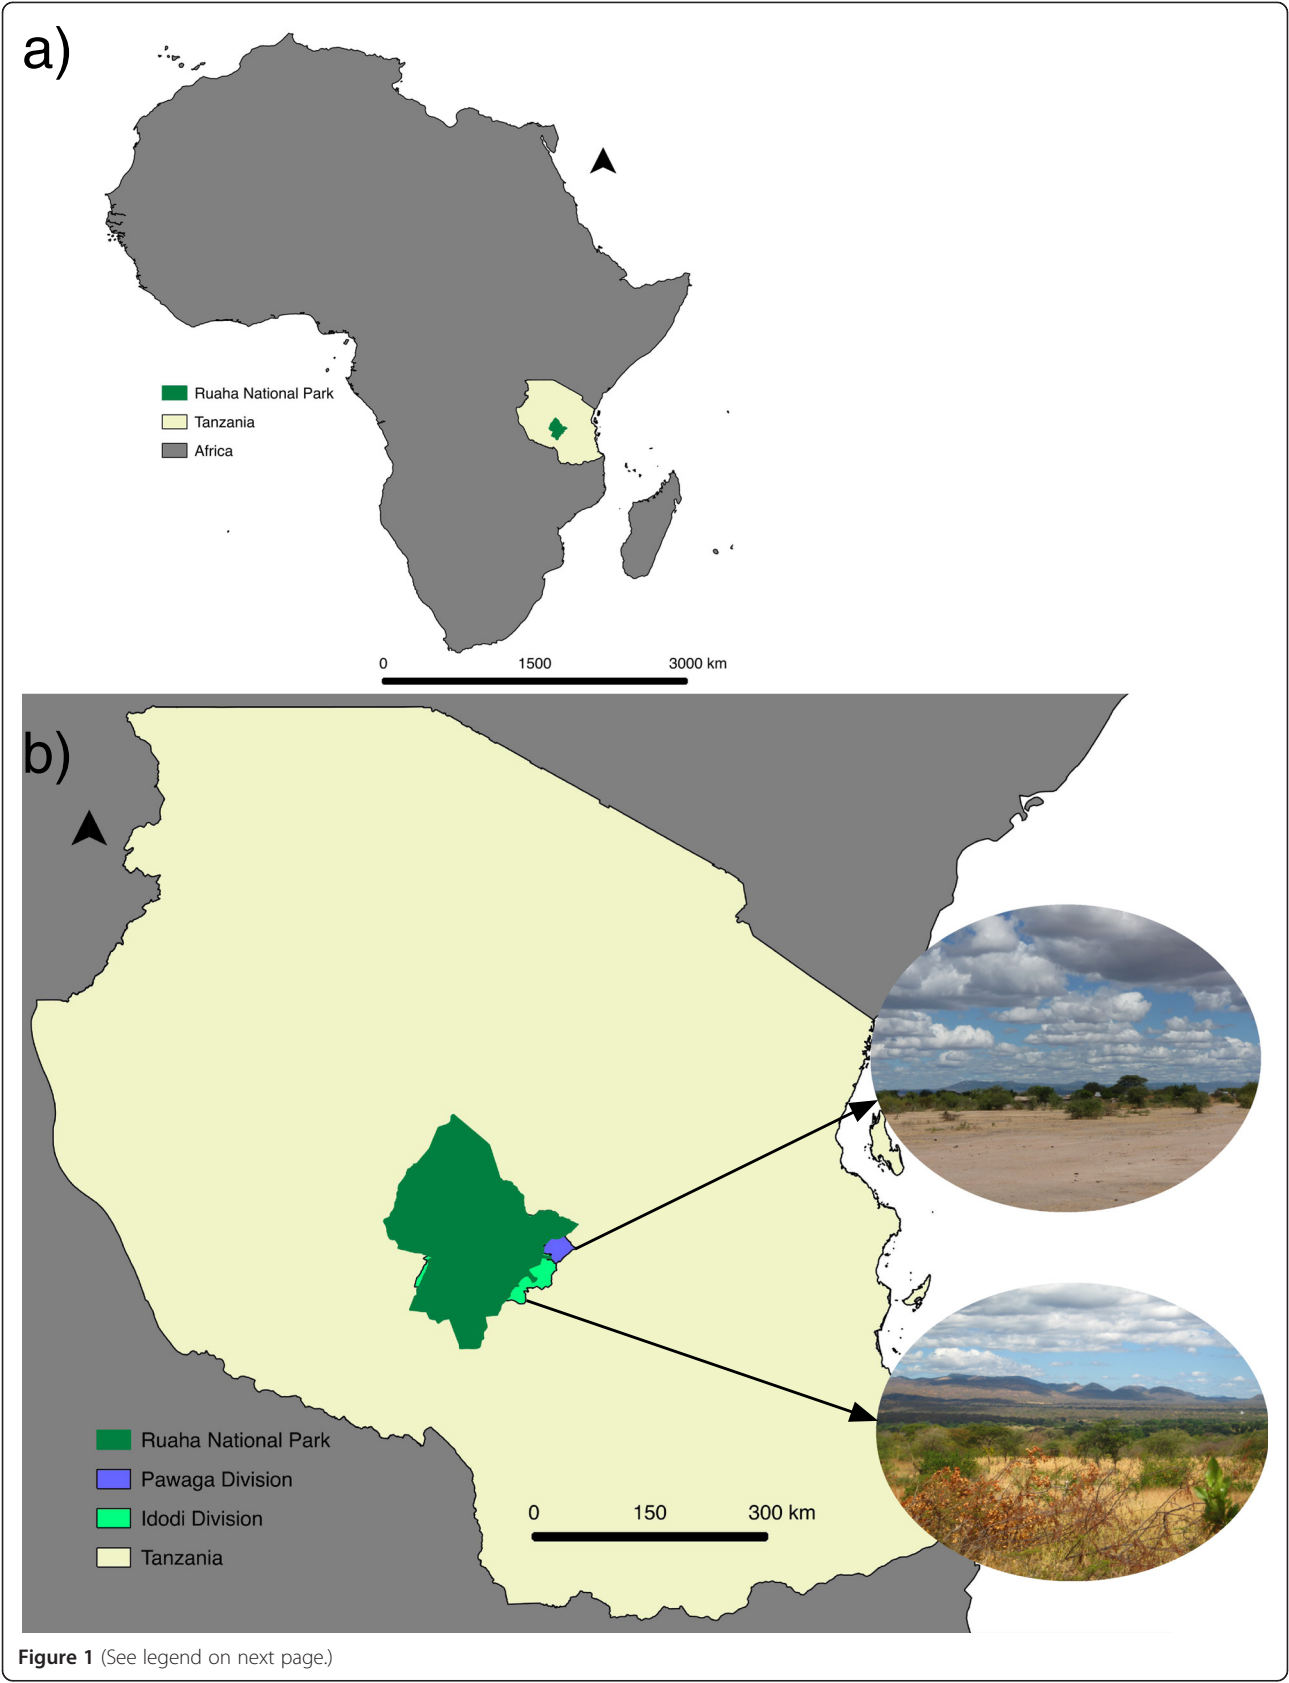 a)
Ruaha National Park
Tanzania
Africa
0 1500 3000 km
b)
Ruaha National Park
Pawaga Division
Idodi Division
Tanzania
0 150 300 km
Figure 1 (See legend on next page.)